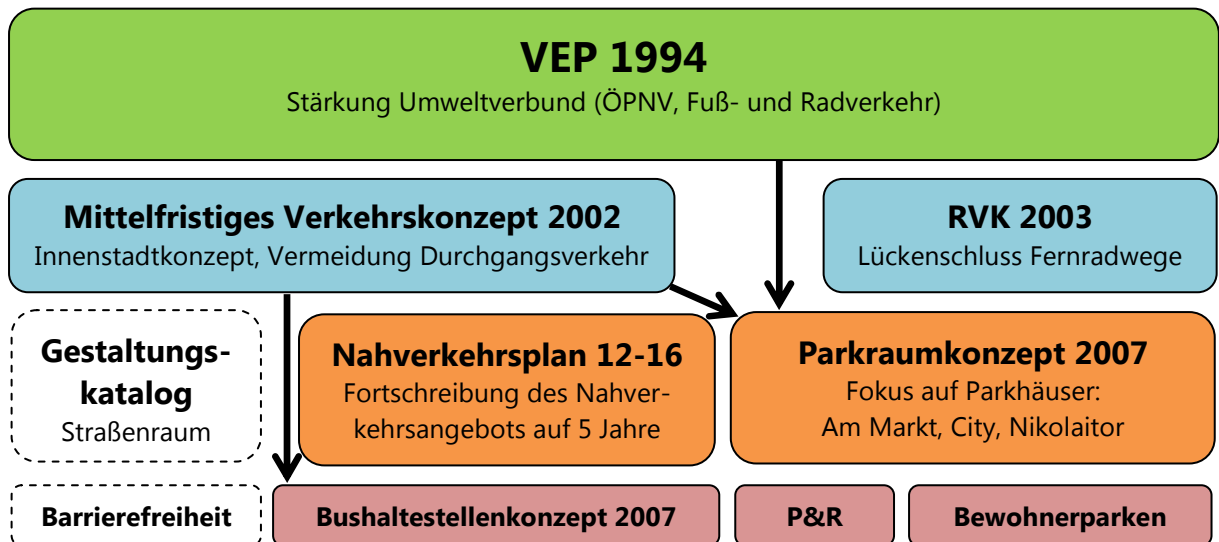 VEP 1994
Stärkung Umweltverbund (ÖPNV, Fuß- und Radverkehr)
Mittelfristiges Verkehrskonzept 2002
Innenstadtkonzept, Vermeidung Durchgangsverkehr
RVK 2003
Lückenschluss Fernradwege
Gestaltungs-
katalog
Straßenraum
Nahverkehrsplan 12-16
Fortschreibung des Nahver-
kehrsangebots auf 5 Jahre
Parkraumkonzept 2007
Fokus auf Parkhäuser:
Am Markt, City, Nikolaitor
Barrierefreiheit
Bushaltestellenkonzept 2007
P&R
Bewohnerparken